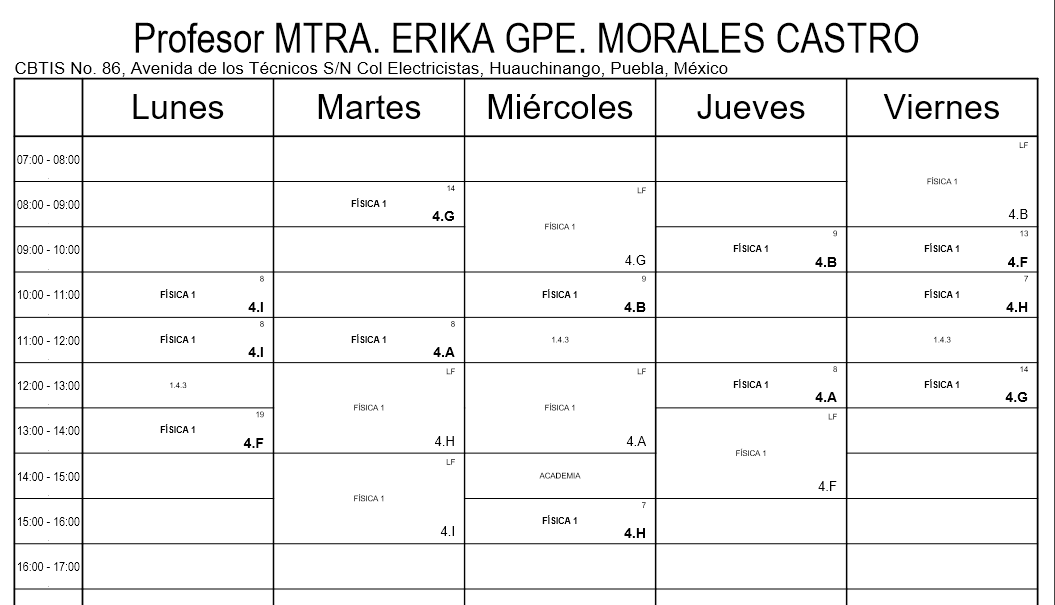 Profesor MTRA. ERIKA GPE. MORALES CASTRO
CBTIS No. 86, Avenida de los Técnicos S/N Col Electricistas, Huauchinango, Puebla, México
Lunes Martes Miércoles Jueves Viernes
07:00 - 08:00
LF
FÍSICA 1
4.B
08:00 - 09:00
14
FÍSICA 1
4.G
LF
FÍSICA 1
4.G
09:00 - 10:00
9
FÍSICA 1
4.B
13
FÍSICA 1
4.F
10:00 - 11:00
8
FÍSICA 1
4.I
9
FÍSICA 1
4.B
7
FÍSICA 1
4.H
11:00 - 12:00
8
FÍSICA 1
4.I
8
FÍSICA 1
4.A
1.4.3
1.4.3
12:00 - 13:00
1.4.3
LF
FÍSICA 1
4.H
LF
FÍSICA 1
4.A
8
FÍSICA 1
4.A
14
FÍSICA 1
4.G
13:00 - 14:00
19
FÍSICA 1
4.F
LF
FÍSICA 1
4.F
14:00 - 15:00
LF
FÍSICA 1
4.I
ACADEMIA
15:00 - 16:00
7
FÍSICA 1
4.H
16:00 - 17:00